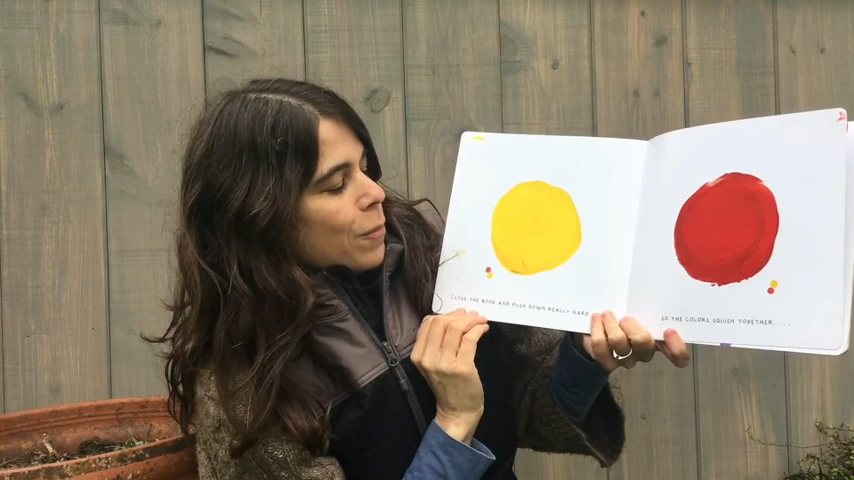 CLOSE THE BOOK AND PUSH DOWN REALLY HARD
SO THE COLORS SQUISH TOGETHER....